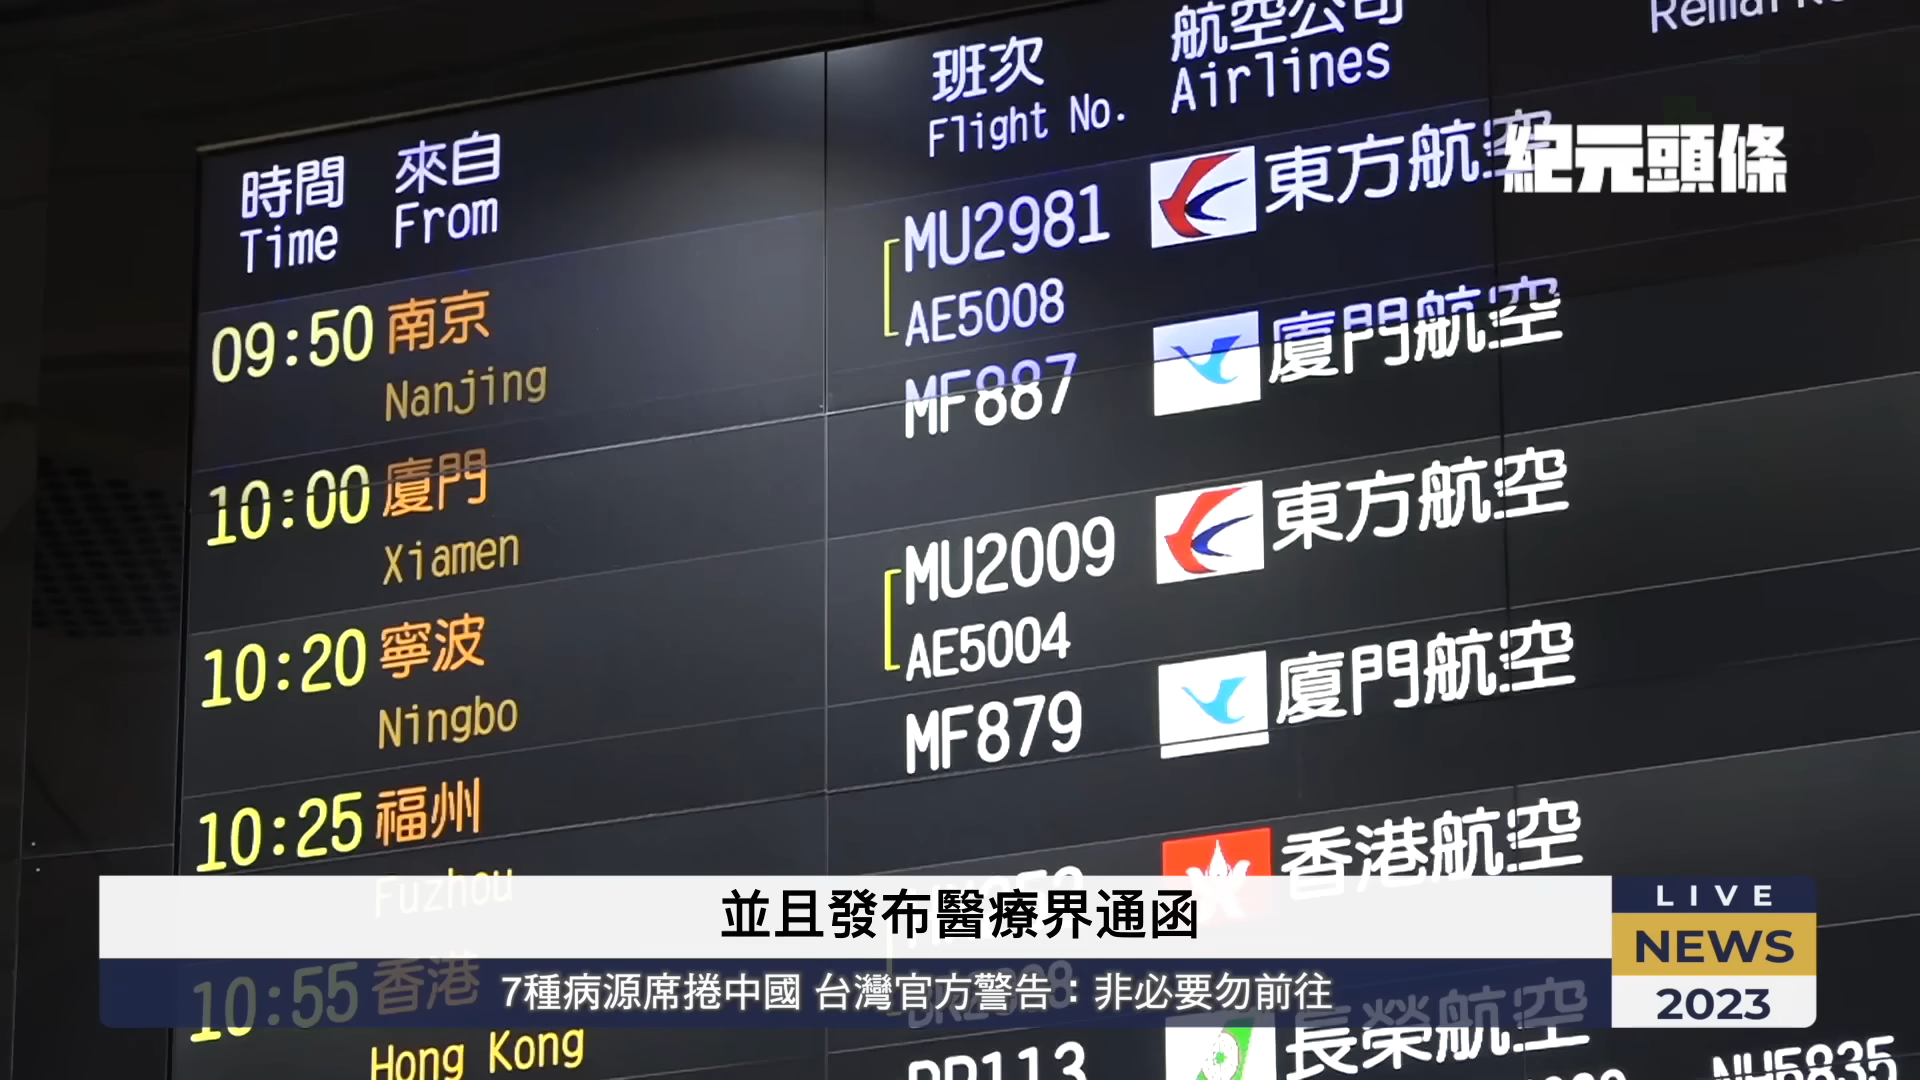 時間 來自 班次 航空公司
Time From Flight No. Airlines
紀元頭條
09:50 南京 MU2981 東方航空
Nanjing AE5008
10:00 廈門 MF887 廈門航空
Xiamen
10:20 寧波 MU2009 東方航空
Ningbo AE5004
10:25 福州 MF879 廈門航空
Fuzhou
香港航空
並且發布醫療界通函
LIVE
NEWS
2023
7種病源席捲中國 台灣官方警告：非必要勿前往
10:55 香港 長榮航空
Hong Kong